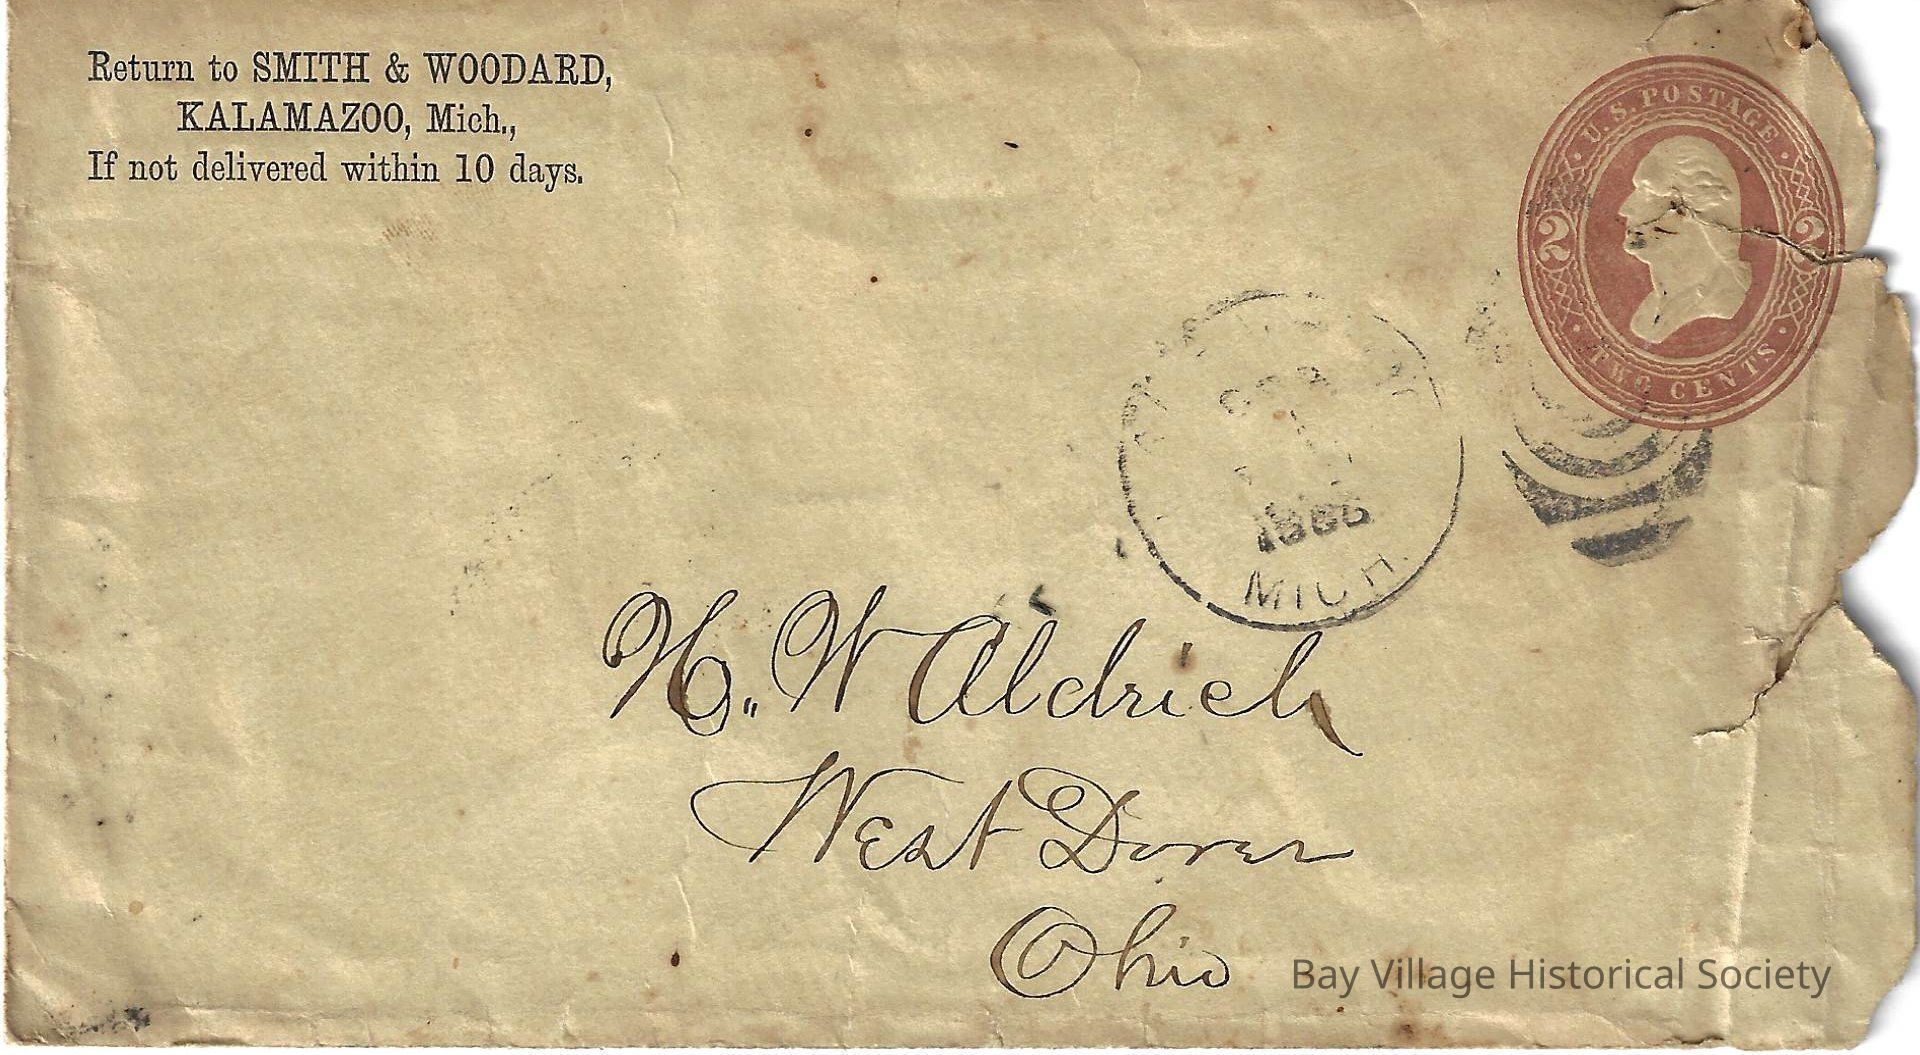 Return to SMITH & WOODARD,
KALAMAZOO, Mich.,
If not delivered within 10 days.
U.S. POSTAGE
2 2
TWO CENTS
MICH.
H. W Aldrich
West Dover
Ohio
Bay Village Historical Society